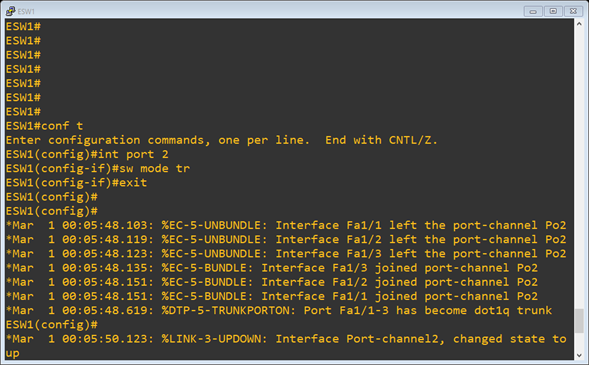 ESW1
ESW1#
ESW1#
ESW1#
ESW1#
ESW1#
ESW1#
ESW1#
ESW1#conf t
Enter configuration commands, one per line.  End with CNTL/Z.
ESW1(config)#int port 2
ESW1(config-if)#sw mode tr
ESW1(config-if)#exit
ESW1(config)#
ESW1(config)#
*Mar  1 00:05:48.103: %EC-5-UNBUNDLE: Interface Fa1/1 left the port-channel Po2
*Mar  1 00:05:48.119: %EC-5-UNBUNDLE: Interface Fa1/2 left the port-channel Po2
*Mar  1 00:05:48.123: %EC-5-UNBUNDLE: Interface Fa1/3 left the port-channel Po2
*Mar  1 00:05:48.135: %EC-5-BUNDLE: Interface Fa1/3 joined port-channel Po2
*Mar  1 00:05:48.151: %EC-5-BUNDLE: Interface Fa1/2 joined port-channel Po2
*Mar  1 00:05:48.151: %EC-5-BUNDLE: Interface Fa1/1 joined port-channel Po2
*Mar  1 00:05:48.619: %DTP-5-TRUNKPORTON: Port Fa1/1-3 has become dot1q trunk
ESW1(config)#
*Mar  1 00:05:50.123: %LINK-3-UPDOWN: Interface Port-channel2, changed state to
up